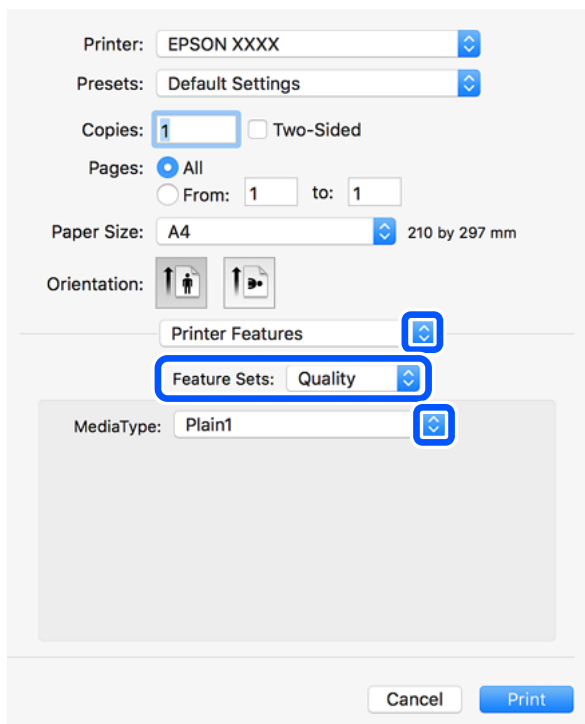 Printer: EPSON XXXX
Presets: Default Settings
Copies: 1 Two-Sided
Pages: All
From: 1 to: 1
Paper Size: A4 210 by 297 mm
Orientation:
Printer Features
Feature Sets: Quality
MediaType: Plain1
Cancel Print